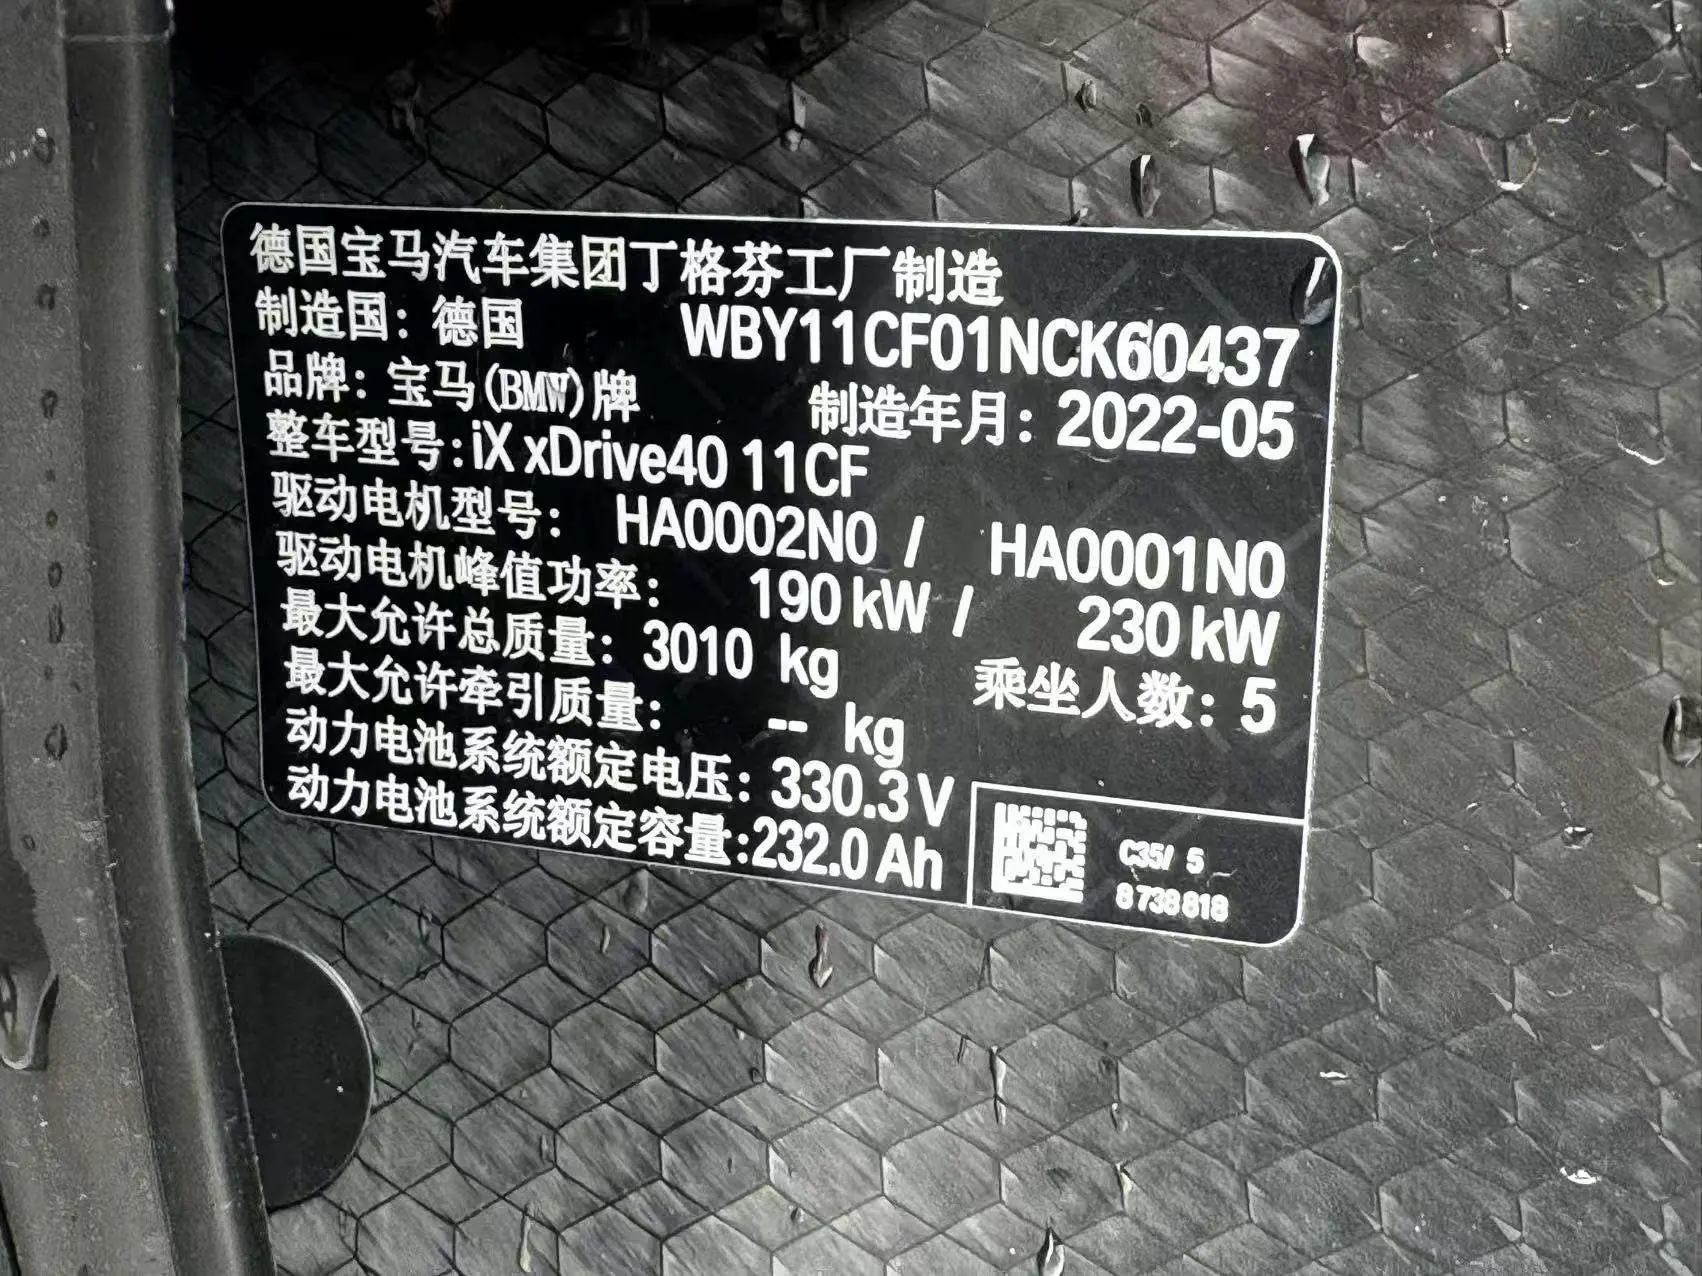 德国宝马汽车集团丁格芬工厂制造
制造国：德国 WBY11CF01NCK60437
品牌：宝马(BMW)牌 制造年月：2022-05
整车型号:iX xDrive40 11CF
驱动电机型号： HA0002N0 / HA0001N0
驱动电机峰值功率： 190 kW / 230 kW
最大允许总质量：3010 kg 乘坐人数：5
最大允许牵引质量： -- kg
动力电池系统额定电压：330.3 V
动力电池系统额定容量:232.0 Ah
C35/ 5
8738818